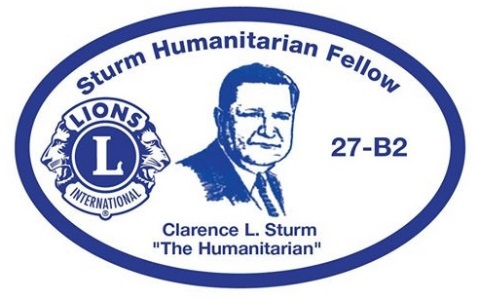 Sturm Humanitarian Fellow
LIONS
L
INTERNATIONAL
®
27-B2
Clarence L. Sturm
"The Humanitarian"